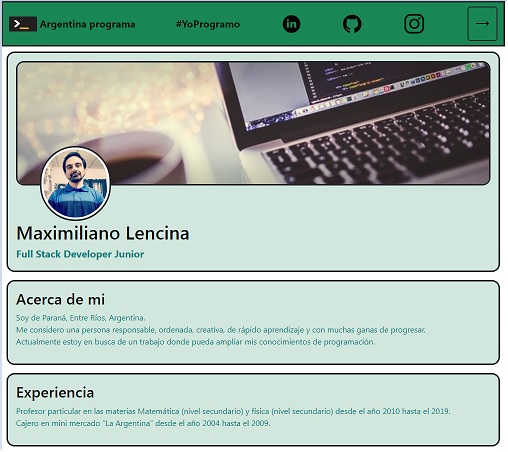 Argentina programa
#YoProgramo
Maximiliano Lencina
Full Stack Developer Junior
Acerca de mi
Soy de Paraná, Entre Ríos, Argentina.
Me considero una persona responsable, ordenada, creativa, de rápido aprendizaje y con muchas ganas de progresar.
Actualmente estoy en busca de un trabajo donde pueda ampliar mis conocimientos de programación.
Experiencia
Profesor particular en las materias Matemática (nivel secundario) y física (nivel secundario) desde el año 2010 hasta el 2019.
Cajero en mini mercado "La Argentina" desde el año 2004 hasta el 2009.